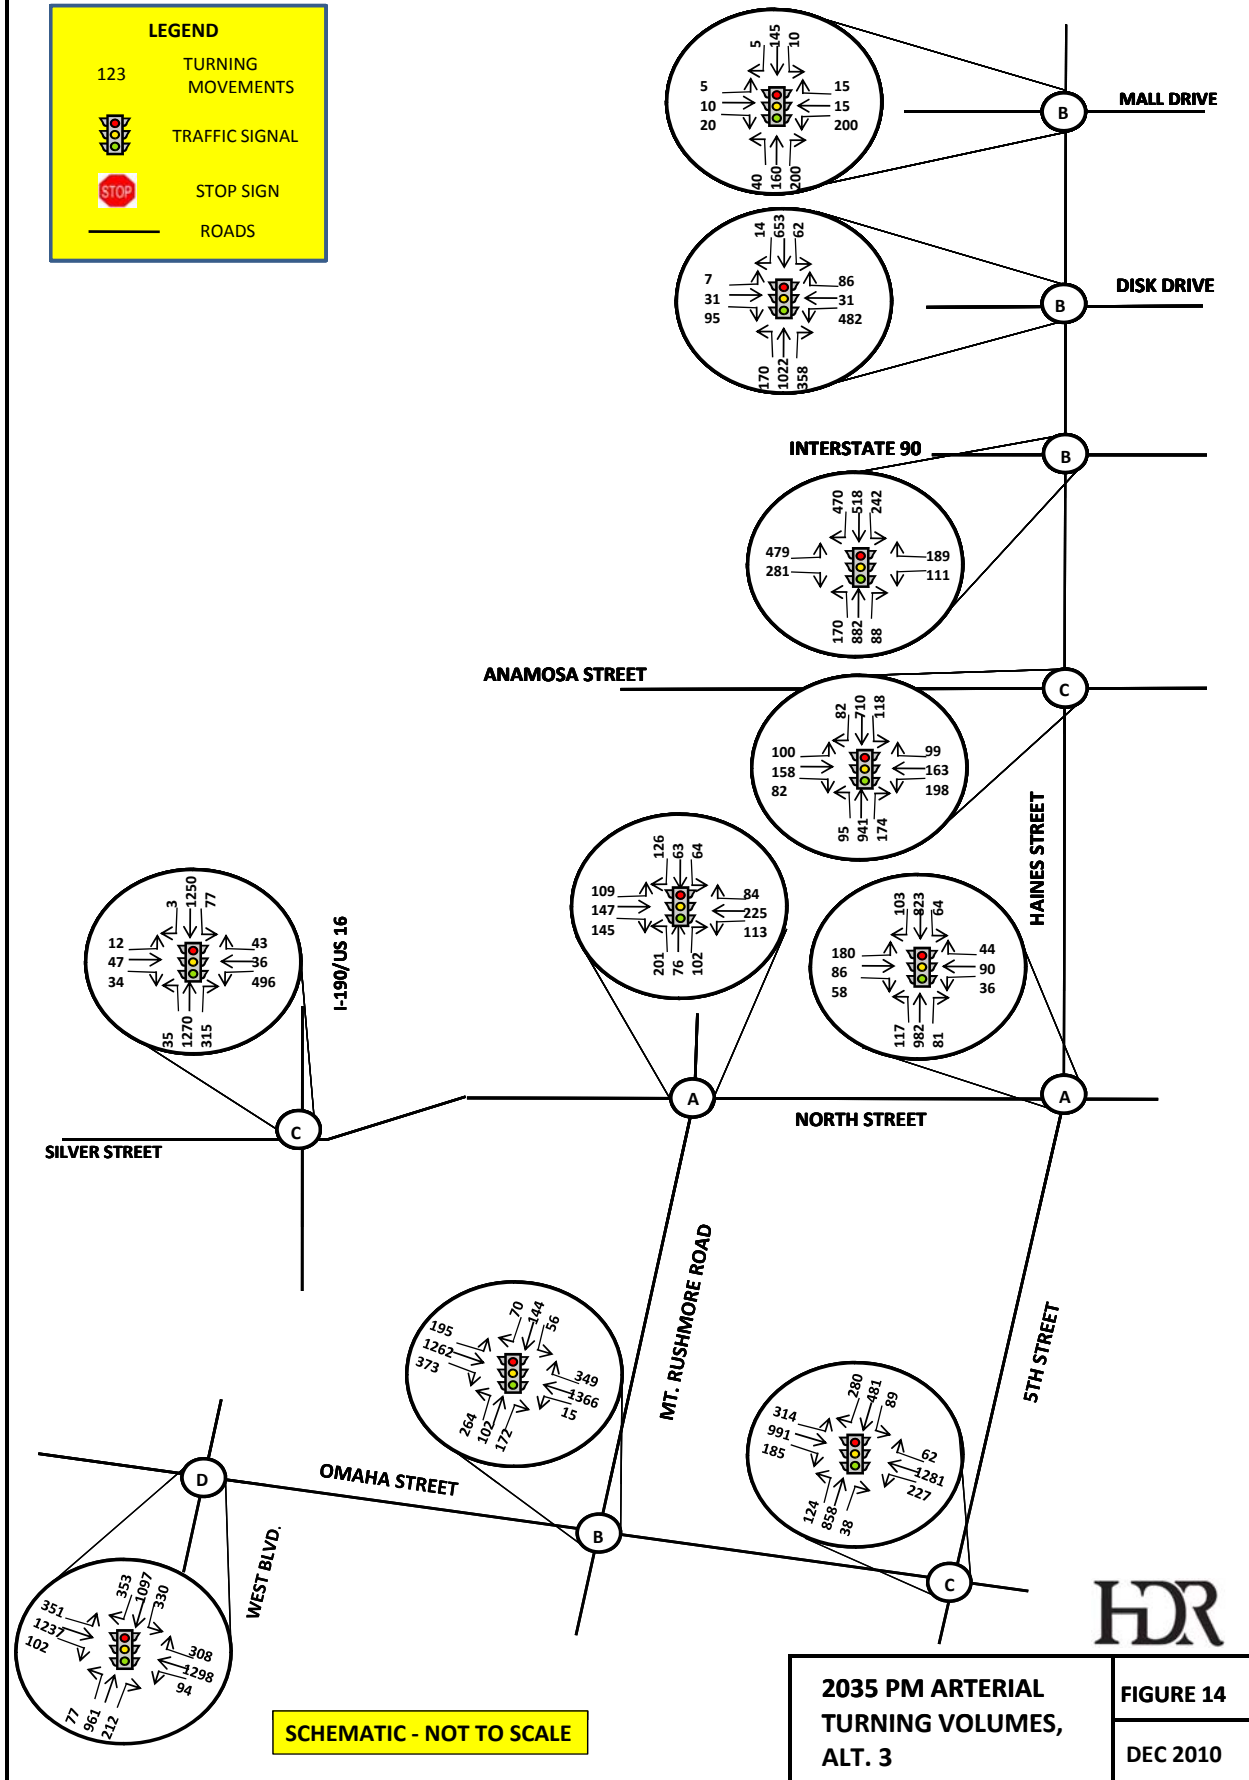 LEGEND
123
TURNING
MOVEMENTS
TRAFFIC SIGNAL
STOP
STOP SIGN
ROADS
5 145 10
5 15
10 15
20 200
40 160 200
B
MALL DRIVE
14 653 62
7 86
31 31
95 482
170 1022 358
B
DISK DRIVE
INTERSTATE 90
B
470 518 242
479 189
281 111
170 882 88
ANAMOSA STREET
C
82 710 118
100 99
158 163
82 198
95 941 174
HAINES STREET
126 63 64
109 84
147 225
145 113
201 76 102
103 823 64
180 44
86 90
58 36
117 982 81
3 1250 77
12 43
47 36
34 496
35 1270 315
I-190/US 16
A
A
NORTH STREET
C
SILVER STREET
MT. RUSHMORE ROAD
5TH STREET
70 144 56
195 349
1262 1366
373 15
264 102 172
280 481 89
314 62
991 1281
185 227
124 858 38
D
OMAHA STREET
B
C
WEST BLVD.
353 1097 330
351 308
1237 1298
102 94
77 961 212
SCHEMATIC - NOT TO SCALE
HDR
2035 PM ARTERIAL
TURNING VOLUMES,
ALT. 3
FIGURE 14
DEC 2010